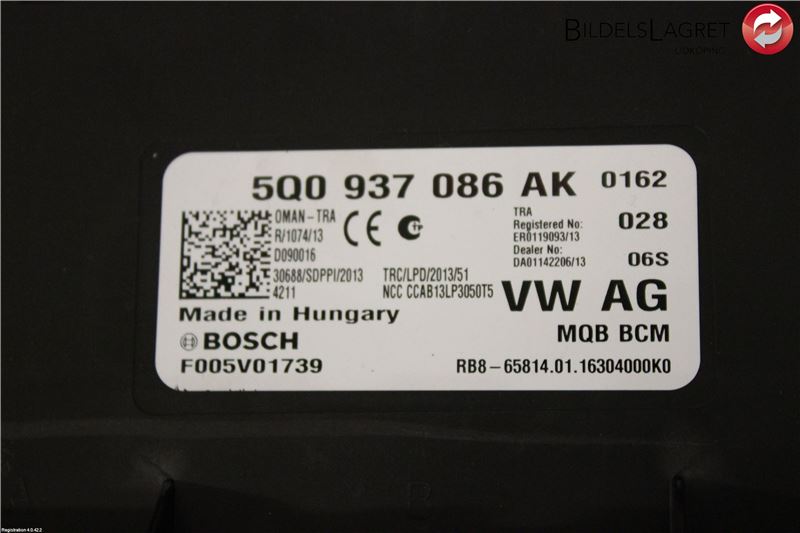 BILDELSLAGRET
LIDKÖPING
5Q0 937 086 AK 0162
OMAN-TRA
R/1074/13
D090016
30688/SDPPI/2013
4211
CE
TRC/LPD/2013/51
NCC CCAB13LP3050T5
TRA
Registered No:
ER0119093/13
Dealer No:
DA01142206/13
028
06S
VW AG
Made in Hungary
BOSCH
MQB BCM
F005V01739
RB8-65814.01.16304000K0
Registration 4.0.42.2